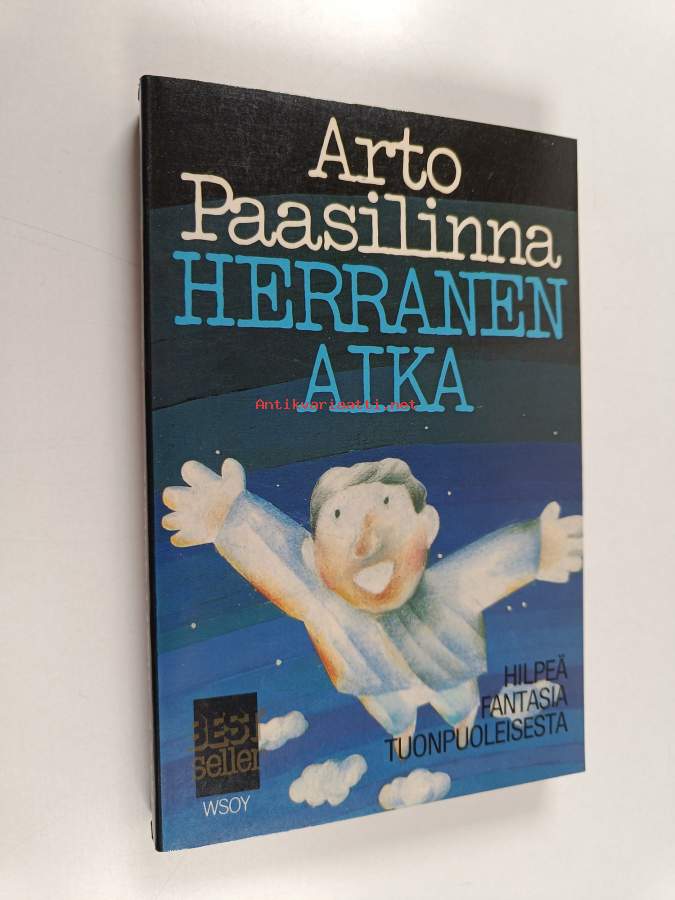 Arto
Paasilinna
HERRANEN
AIKA
Antikvariaatti.net
HILPEÄ
FANTASIA
TUONPUOLEISESTA
BEST
seller
WSOY